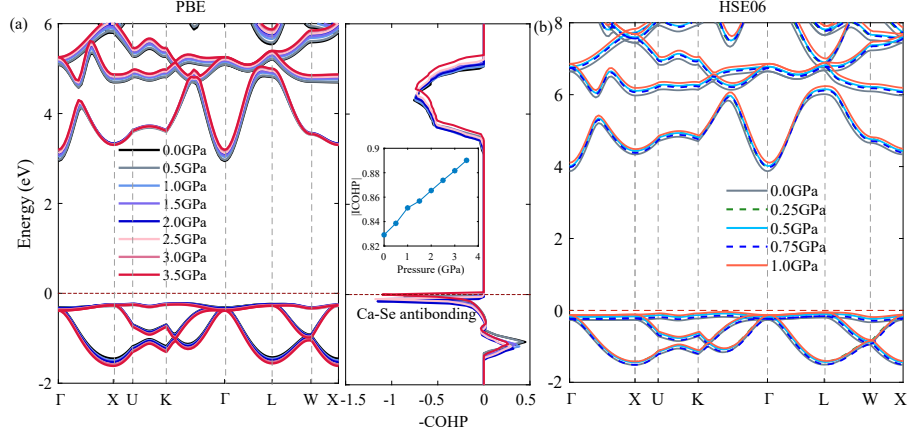 PBE
HSE06
(a)
(b)
Energy (eV)
6
4
2
0
-2
0.0GPa
0.5GPa
1.0GPa
1.5GPa
2.0GPa
2.5GPa
3.0GPa
3.5GPa
Γ X U K Γ L W X
|ICOHP|
0.9
0.88
0.86
0.84
0.82
0 1 2 3 4
Pressure (GPa)
Ca-Se antibonding
-1.5 -1 -0.5 0 0.5
-COHP
8
6
4
2
0
-2
0.0GPa
0.25GPa
0.5GPa
0.75GPa
1.0GPa
Γ X U K Γ L W X